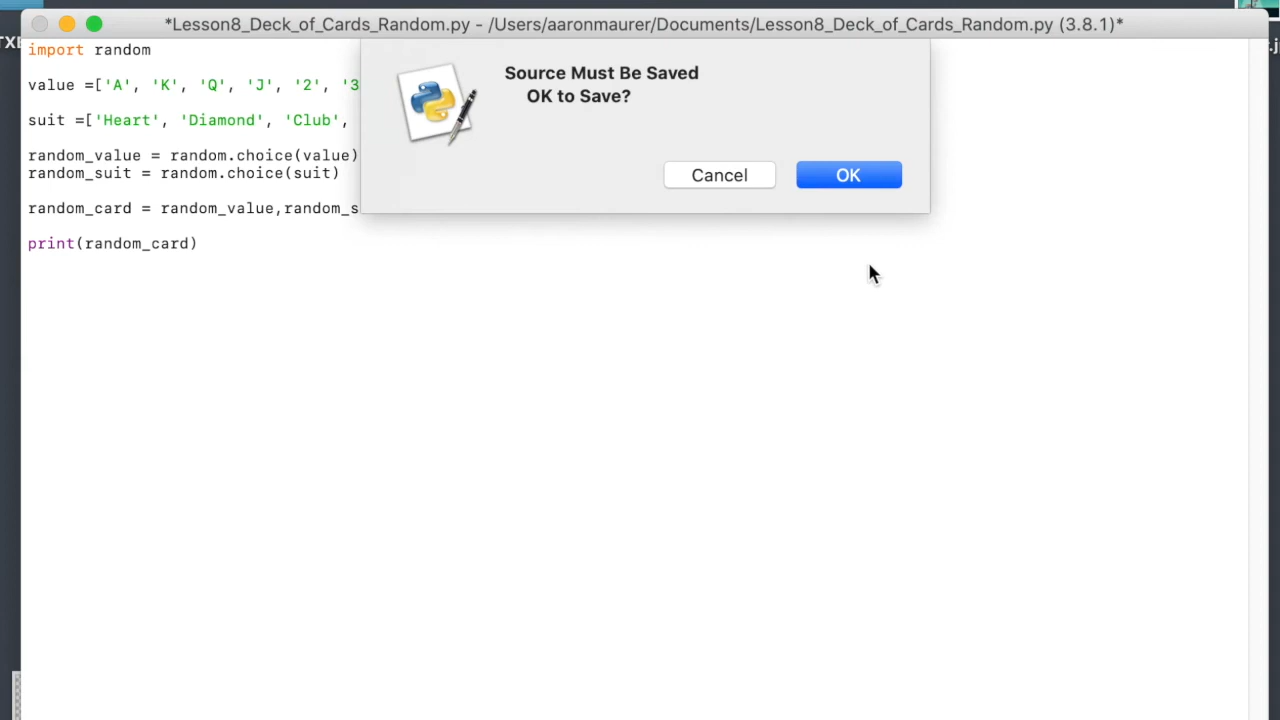 *Lesson8_Deck_of_Cards_Random.py - /Users/aaronmaurer/Documents/Lesson8_Deck_of_Cards_Random.py (3.8.1)*
import random
value =['A', 'K', 'Q', 'J', '2', '3
suit =['Heart', 'Diamond', 'Club',
random_value = random.choice(value)
random_suit = random.choice(suit)
random_card = random_value,random_s
print(random_card)
Source Must Be Saved
OK to Save?
Cancel
OK